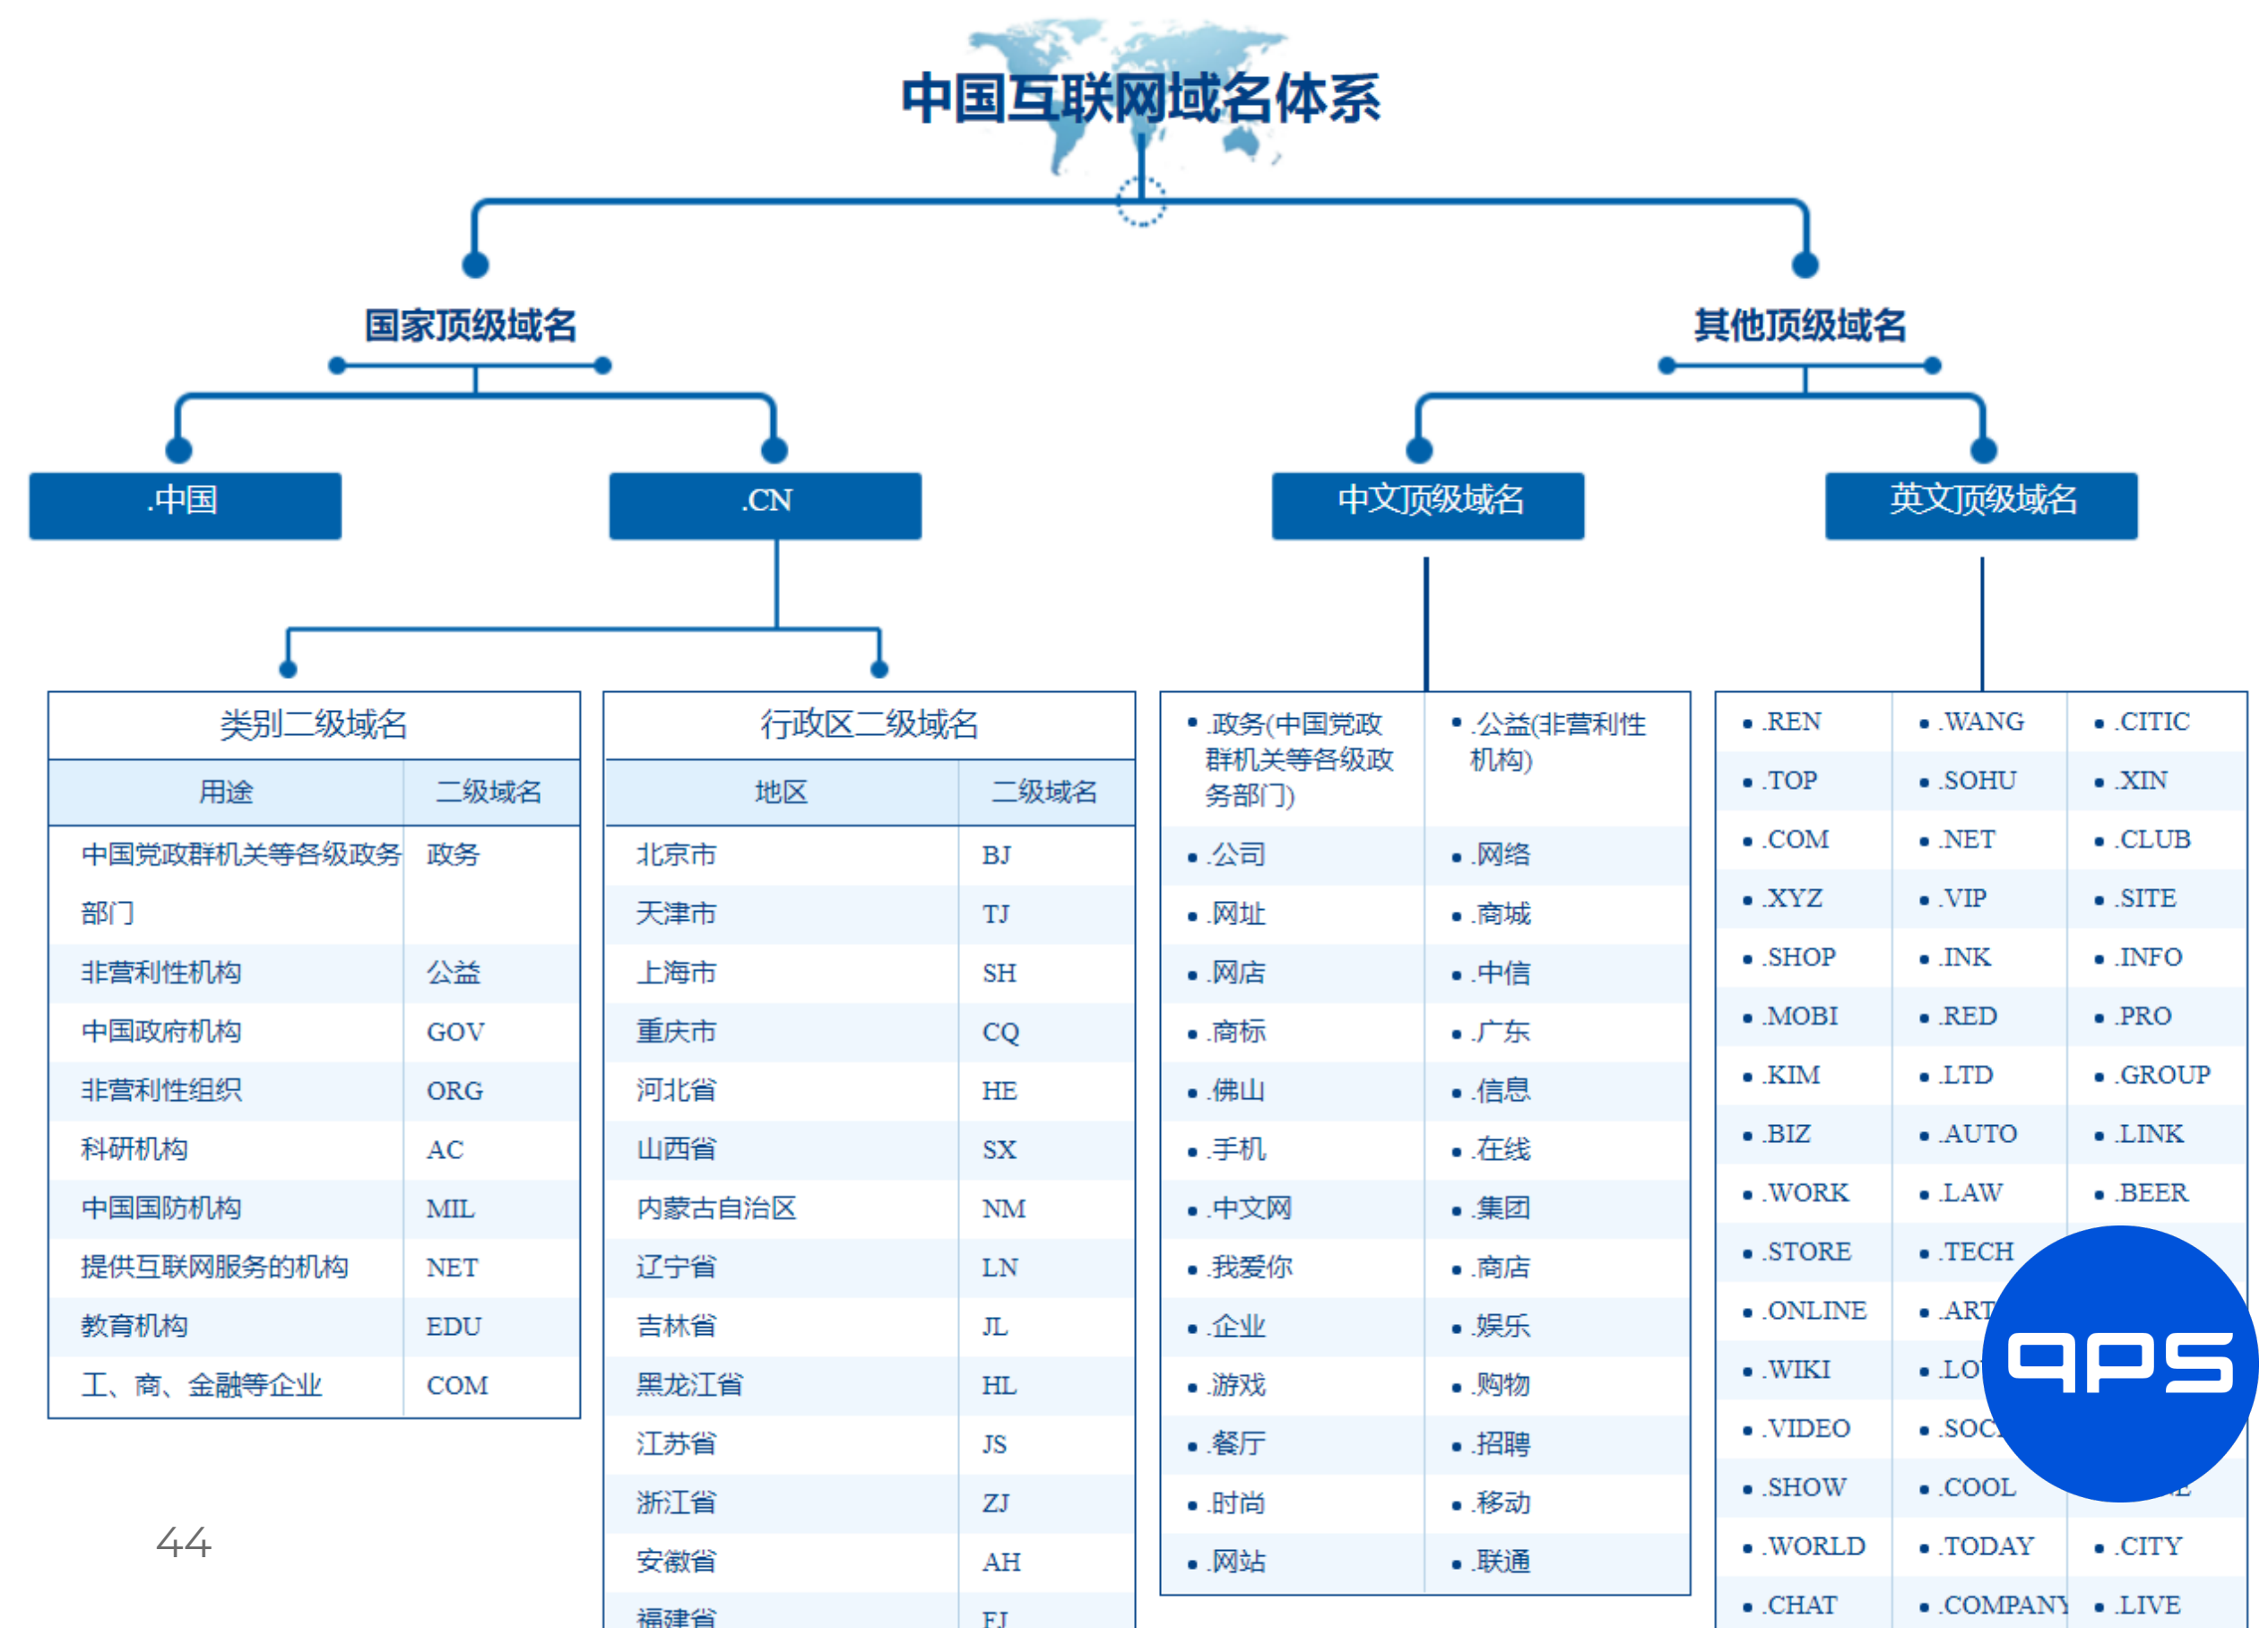 中国互联网域名体系
国家顶级域名
其他顶级域名
.中国
.CN
中文顶级域名
英文顶级域名
类别二级域名
用途 二级域名
中国党政群机关等各级政务 政务
部门
非营利性机构 公益
中国政府机构 GOV
非营利性组织 ORG
科研机构 AC
中国国防机构 MIL
提供互联网服务的机构 NET
教育机构 EDU
工、商、金融等企业 COM
行政区二级域名
地区 二级域名
北京市 BJ
天津市 TJ
上海市 SH
重庆市 CQ
河北省 HE
山西省 SX
内蒙古自治区 NM
辽宁省 LN
吉林省 JL
黑龙江省 HL
江苏省 JS
浙江省 ZJ
安徽省 AH
福建省 FJ
.政务(中国党政
群机关等各级政
务部门)
.公益(非营利性
机构)
.公司 .网络
.网址 .商城
.网店 .中信
.商标 .广东
.佛山 .信息
.手机 .在线
.中文网 .集团
.我爱你 .商店
.企业 .娱乐
.游戏 .购物
.餐厅 .招聘
.时尚 .移动
.网站 .联通
.REN .WANG .CITIC
.TOP .SOHU .XIN
.COM .NET .CLUB
.XYZ .VIP .SITE
.SHOP .INK .INFO
.MOBI .RED .PRO
.KIM .LTD .GROUP
.BIZ .AUTO .LINK
.WORK .LAW .BEER
.STORE .TECH
.ONLINE .ART
.WIKI
.VIDEO
.SHOW .COOL
.WORLD .TODAY .CITY
.CHAT .COMPANY .LIVE
qps
44